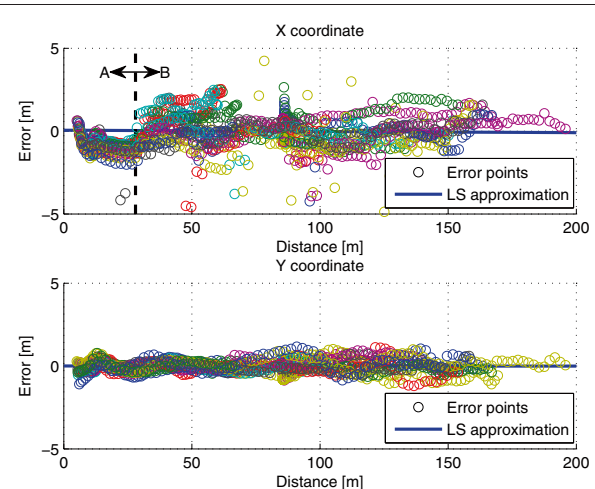 X coordinate
5
0
−5
Error [m]
A
B
Error points
LS approximation
0
50
100
150
200
Distance [m]
Y coordinate
5
0
−5
Error [m]
Error points
LS approximation
0
50
100
150
200
Distance [m]